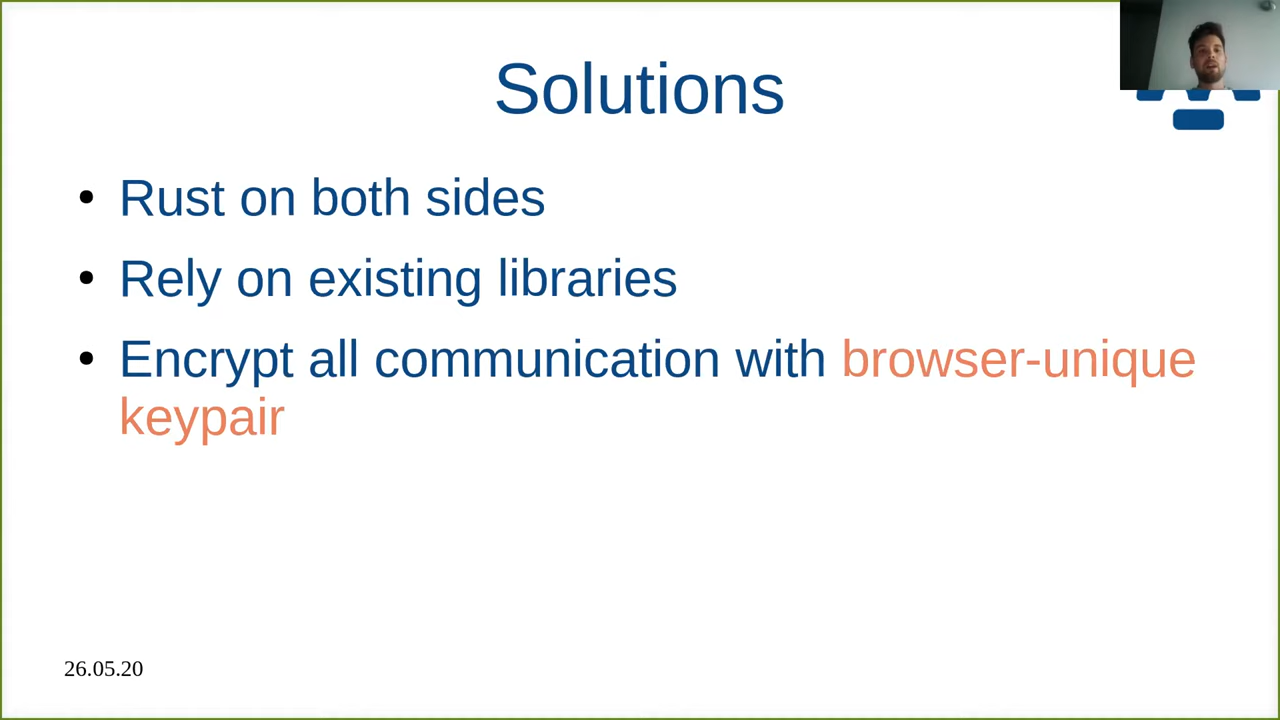 Solutions
• Rust on both sides
• Rely on existing libraries
• Encrypt all communication with browser-unique
keypair
26.05.20